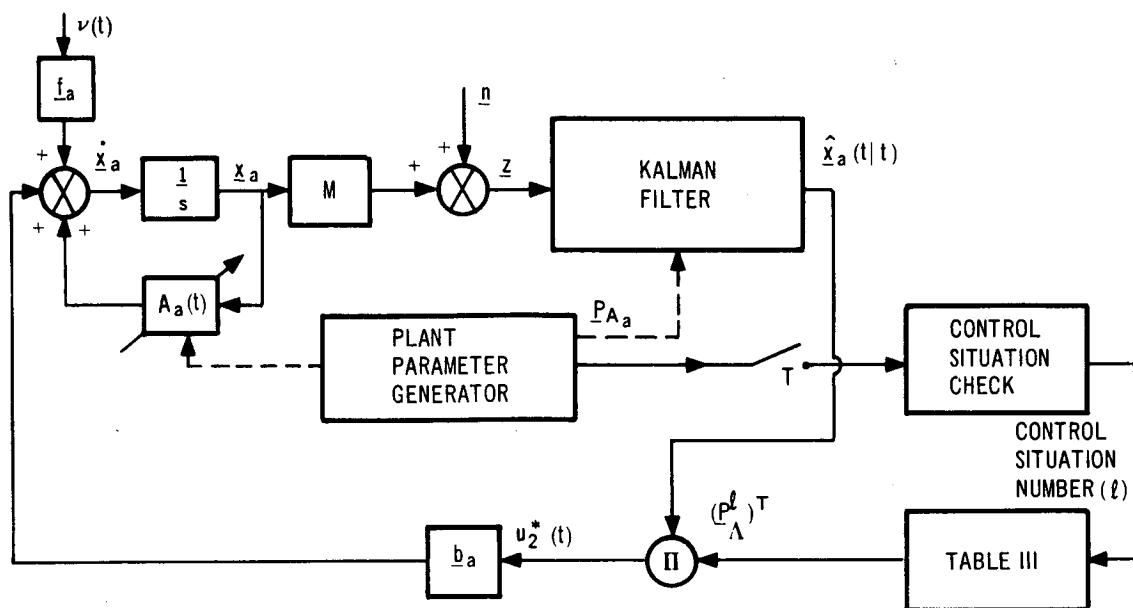 ν(t)
f_a
n
+
ẋ_a
x_a
+
+
z
x̂_a(t|t)
1
s
M
KALMAN
FILTER
+
+
+
A_a(t)
P_Aa
PLANT
PARAMETER
GENERATOR
T
CONTROL
SITUATION
CHECK
CONTROL
SITUATION
NUMBER (ℓ)
(P^ℓ_Λ)^T
u_2^*(t)
b_a
Π
TABLE III